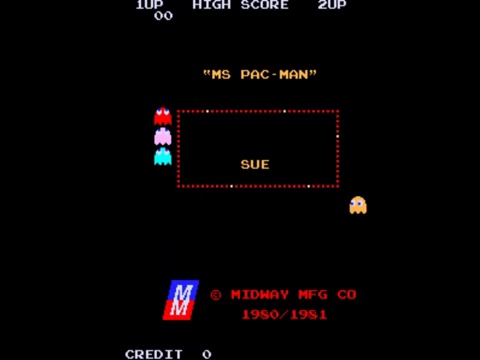 1UP HIGH SCORE 2UP
00
"MS PAC-MAN"
SUE
MM
© MIDWAY MFG CO
1980/1981
CREDIT 0